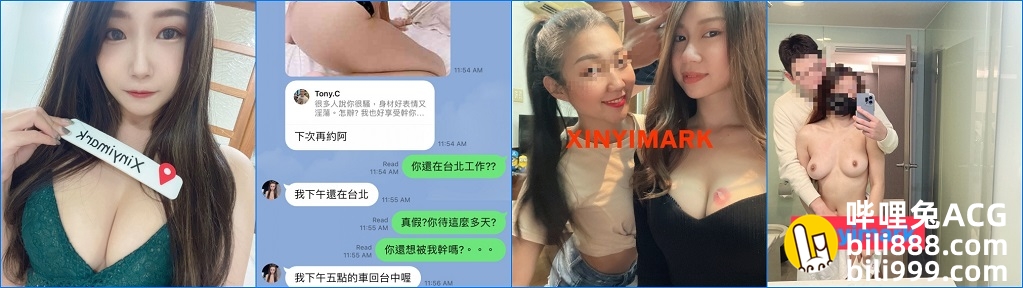 Xinyimark
11:54 AM
Tony.C
很多人說你很騷,身材好表情又
淫蕩。怎辦? 我也好享受幹你...
下次再約阿
11:54 AM
Read
11:54 AM
你還在台北工作??
我下午還在台北
11:55 AM
Read
11:55 AM
真假?你待這麼多天?
Read
11:55 AM
你還想被我幹嗎?。。。
我下午五點的車回台中喔
11:56 AM
XINYIMARK
哔哩兔ACG
bili888.com
bili999.com